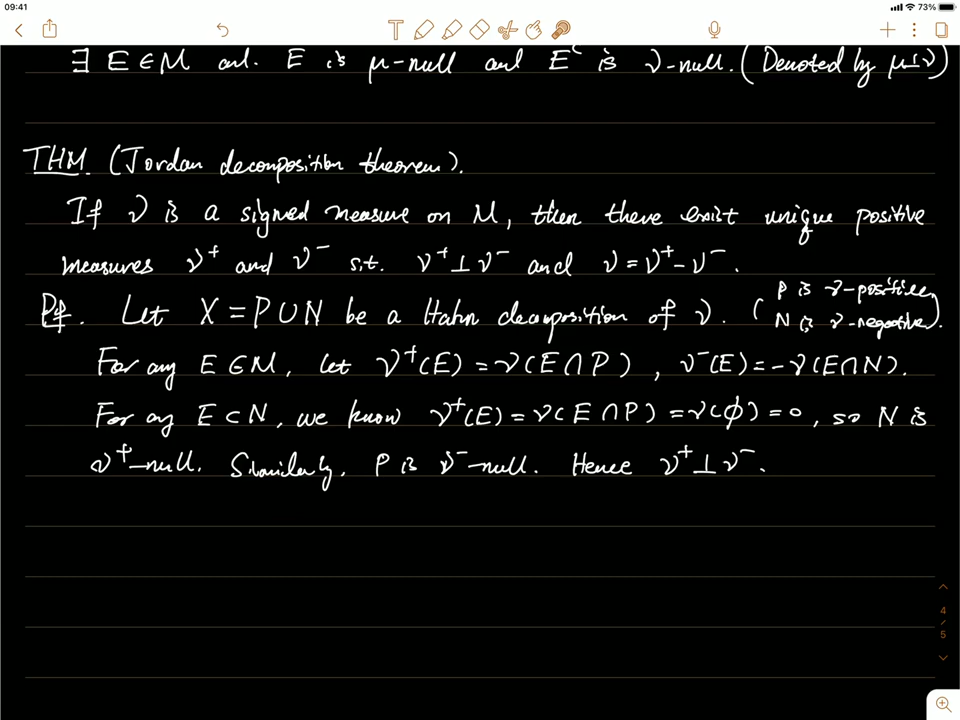 09:41
73%
∃ E ∈ M and. E is μ-null and Eᶜ is ν-null. (Denoted by μ⊥ν)
THM. (Jordan decomposition theorem).
If ν is a signed measure on M, then there exist unique positive
measures ν⁺ and ν⁻ s.t. ν⁺⊥ν⁻ and ν = ν⁺ - ν⁻.
Pf. Let X = P ∪ N be a Hahn decomposition of ν. (P is ν-positive,
N is ν-negative).
For any E ∈ M, let ν⁺(E) = ν(E ∩ P), ν⁻(E) = -ν(E ∩ N).
For any E ⊂ N, we know ν⁺(E) = ν(E ∩ P) = ν(∅) = 0, so N is
ν⁺-null. Similarly, P is ν⁻-null. Hence ν⁺⊥ν⁻.
4
/
5